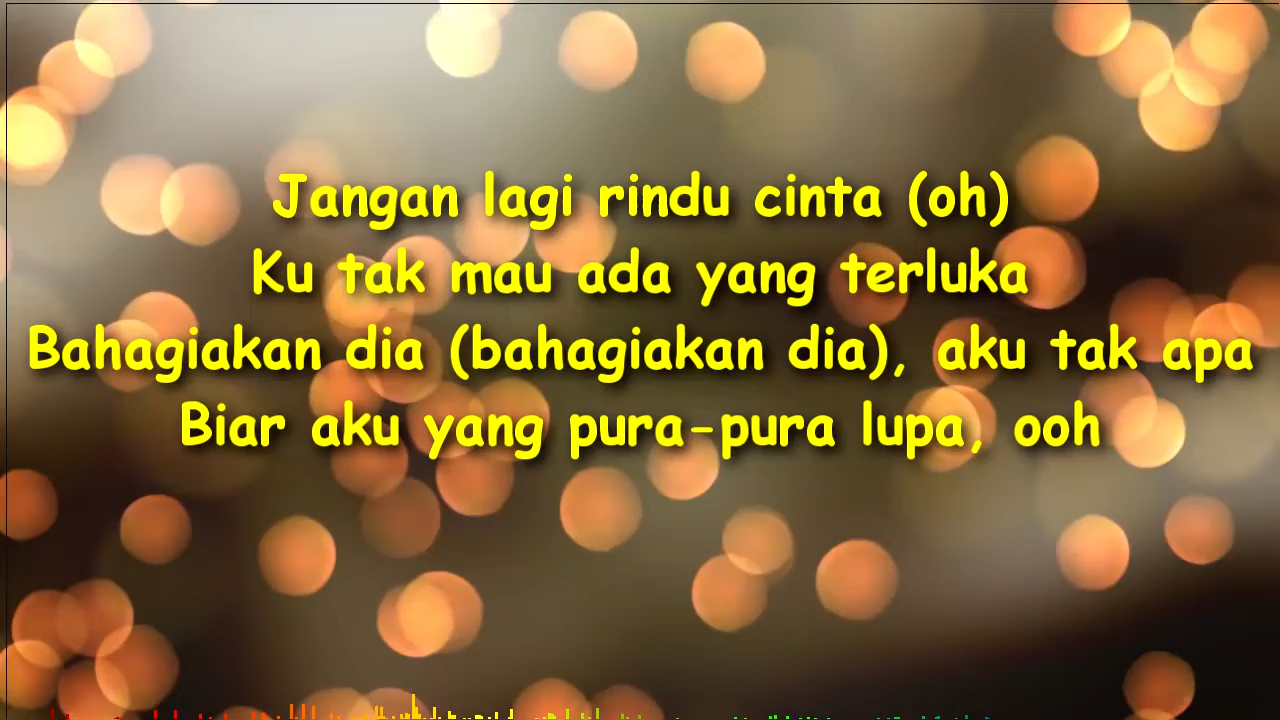 Jangan lagi rindu cinta (oh)
Ku tak mau ada yang terluka
Bahagiakan dia (bahagiakan dia), aku tak apa
Biar aku yang pura-pura lupa, ooh